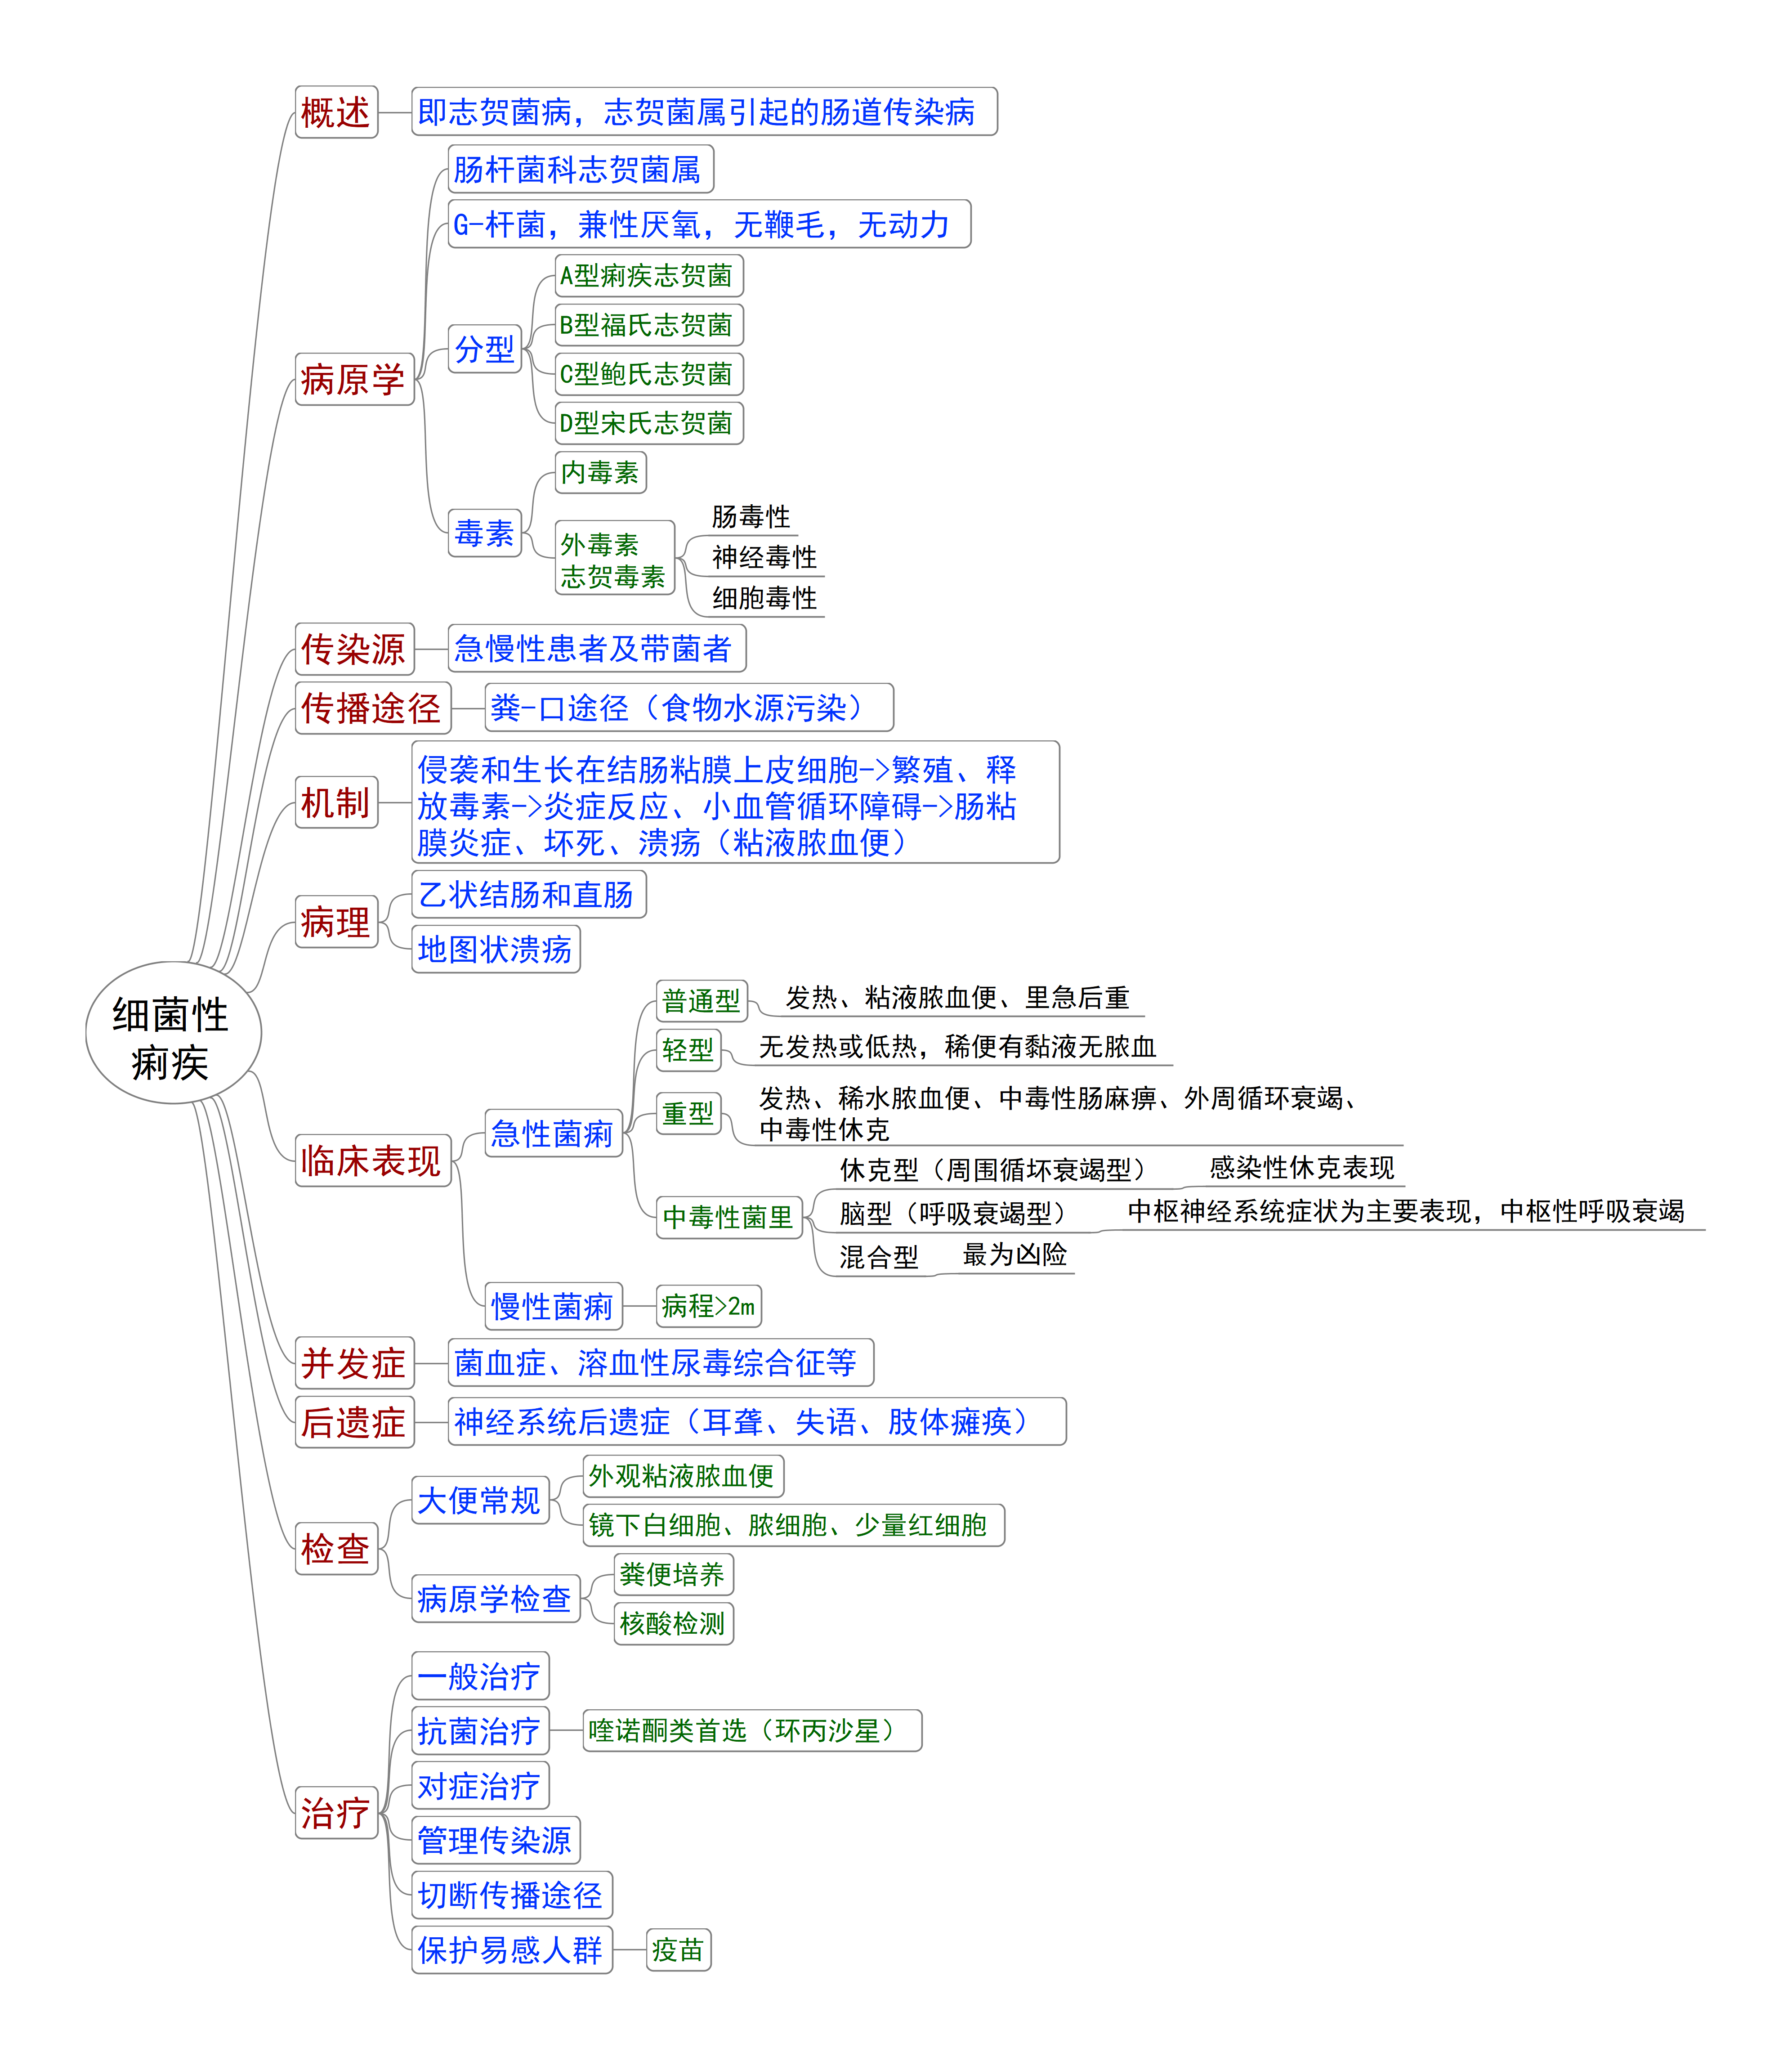 细菌性
痢疾
概述
即志贺菌病，志贺菌属引起的肠道传染病
病原学
肠杆菌科志贺菌属
G-杆菌，兼性厌氧，无鞭毛，无动力
分型
A型痢疾志贺菌
B型福氏志贺菌
C型鲍氏志贺菌
D型宋氏志贺菌
毒素
内毒素
外毒素
志贺毒素
肠毒性
神经毒性
细胞毒性
传染源
急慢性患者及带菌者
传播途径
粪-口途径（食物水源污染）
机制
侵袭和生长在结肠粘膜上皮细胞->繁殖、释
放毒素->炎症反应、小血管循环障碍->肠粘
膜炎症、坏死、溃疡（粘液脓血便）
病理
乙状结肠和直肠
地图状溃疡
临床表现
急性菌痢
普通型
发热、粘液脓血便、里急后重
轻型
无发热或低热，稀便有黏液无脓血
重型
发热、稀水脓血便、中毒性肠麻痹、外周循环衰竭、
中毒性休克
中毒性菌里
休克型（周围循坏衰竭型）
感染性休克表现
脑型（呼吸衰竭型）
中枢神经系统症状为主要表现，中枢性呼吸衰竭
混合型
最为凶险
慢性菌痢
病程>2m
并发症
菌血症、溶血性尿毒综合征等
后遗症
神经系统后遗症（耳聋、失语、肢体瘫痪）
检查
大便常规
外观粘液脓血便
镜下白细胞、脓细胞、少量红细胞
病原学检查
粪便培养
核酸检测
治疗
一般治疗
抗菌治疗
喹诺酮类首选（环丙沙星）
对症治疗
管理传染源
切断传播途径
保护易感人群
疫苗